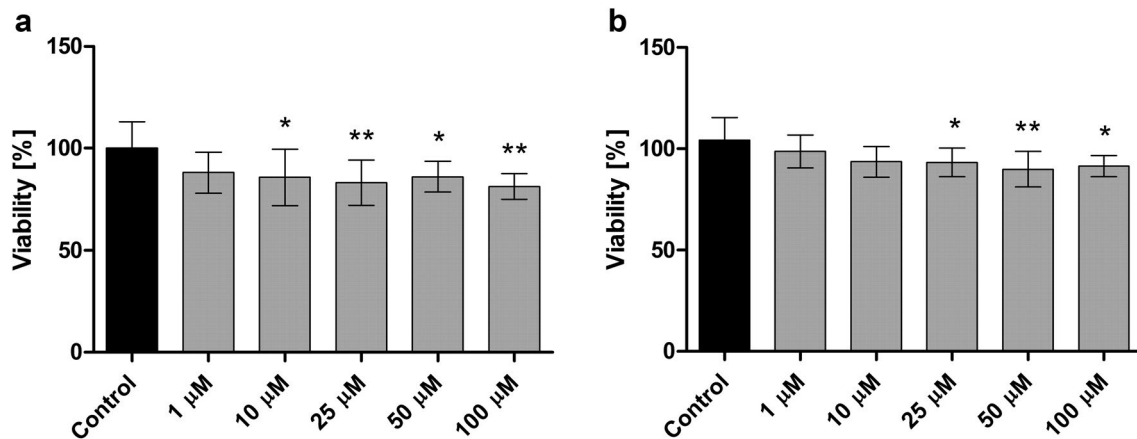 a
Viability [%]
150
100
50
0
*
**
*
**
Control
1 μM
10 μM
25 μM
50 μM
100 μM
b
Viability [%]
150
100
50
0
*
**
*
Control
1 μM
10 μM
25 μM
50 μM
100 μM